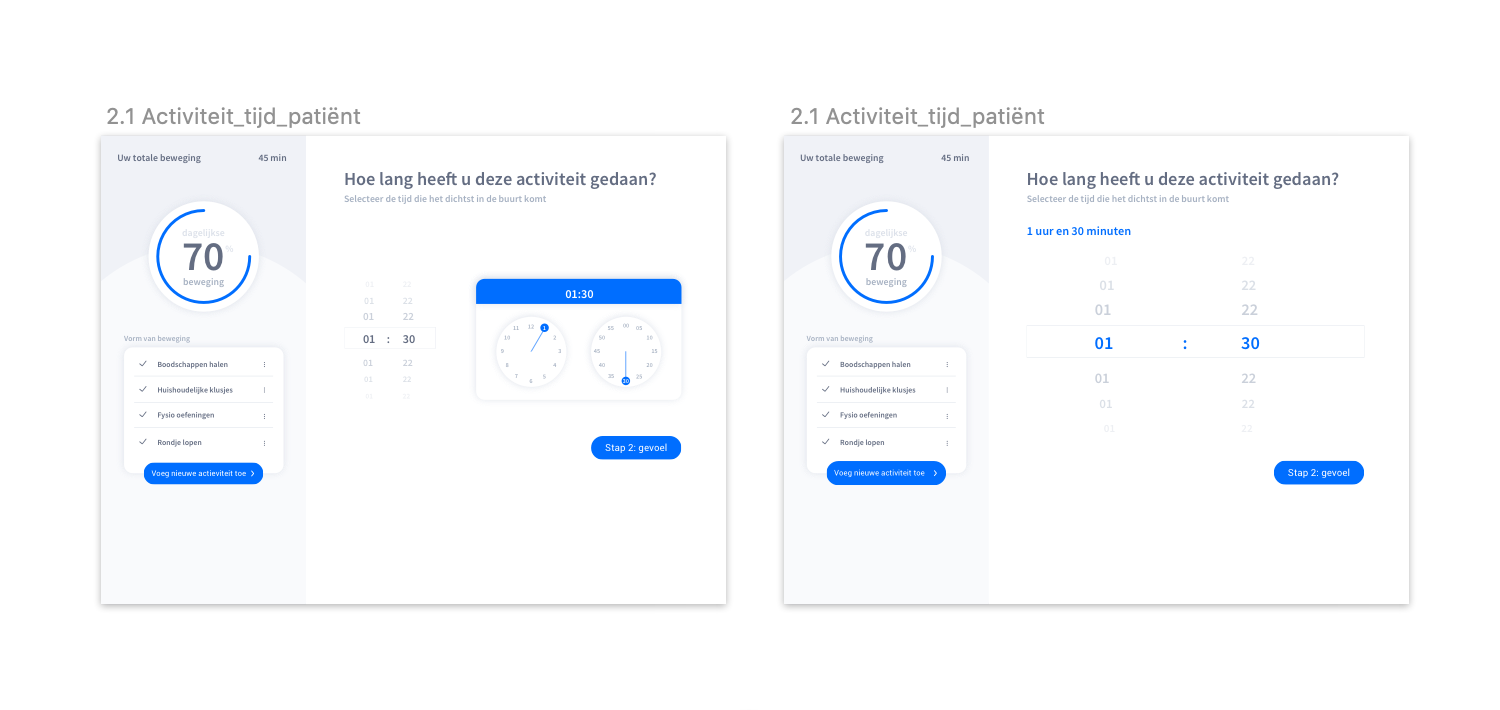 2.1 Activiteit_tijd_patiënt
Uw totale beweging 45 min
dagelijkse
70 %
beweging
Vorm van beweging
Boodschappen halen
Huishoudelijke klusjes
Fysio oefeningen
Rondje lopen
Voeg nieuwe actieviteit toe
Hoe lang heeft u deze activiteit gedaan?
Selecteer de tijd die het dichtst in de buurt komt
01 22
01 22
01 22
01 : 30
01 22
01 22
01 22
01:30
12
1
2
3
4
5
6
7
8
9
10
11
00
05
10
15
20
25
30
35
40
45
50
55
Stap 2: gevoel
2.1 Activiteit_tijd_patiënt
Uw totale beweging 45 min
dagelijkse
70 %
beweging
Vorm van beweging
Boodschappen halen
Huishoudelijke klusjes
Fysio oefeningen
Rondje lopen
Voeg nieuwe activiteit toe
Hoe lang heeft u deze activiteit gedaan?
Selecteer de tijd die het dichtst in de buurt komt
1 uur en 30 minuten
01 22
01 22
01 22
01 : 30
01 22
01 22
01 22
Stap 2: gevoel